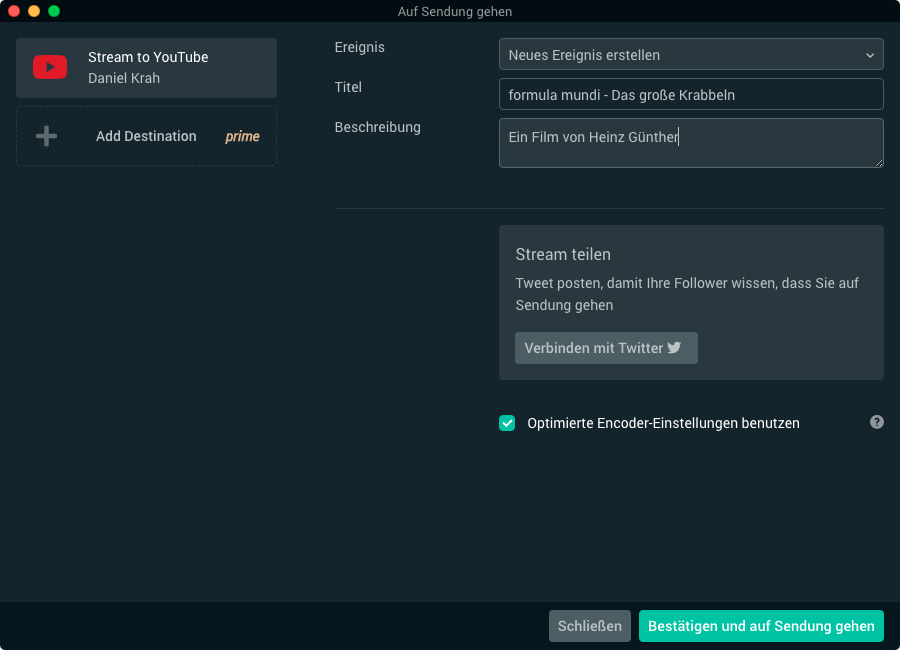 Auf Sendung gehen
Stream to YouTube
Daniel Krah
Add Destination prime
Ereignis
Neues Ereignis erstellen
Titel
formula mundi - Das große Krabbeln
Beschreibung
Ein Film von Heinz Günther
Stream teilen
Tweet posten, damit Ihre Follower wissen, dass Sie auf
Sendung gehen
Verbinden mit Twitter
Optimierte Encoder-Einstellungen benutzen
?
Schließen
Bestätigen und auf Sendung gehen